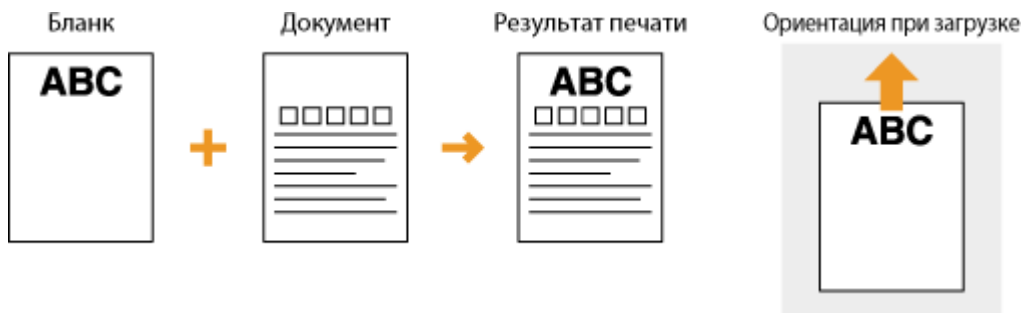 Бланк
Документ
Результат печати
Ориентация при загрузке
ABC
ABC
ABC